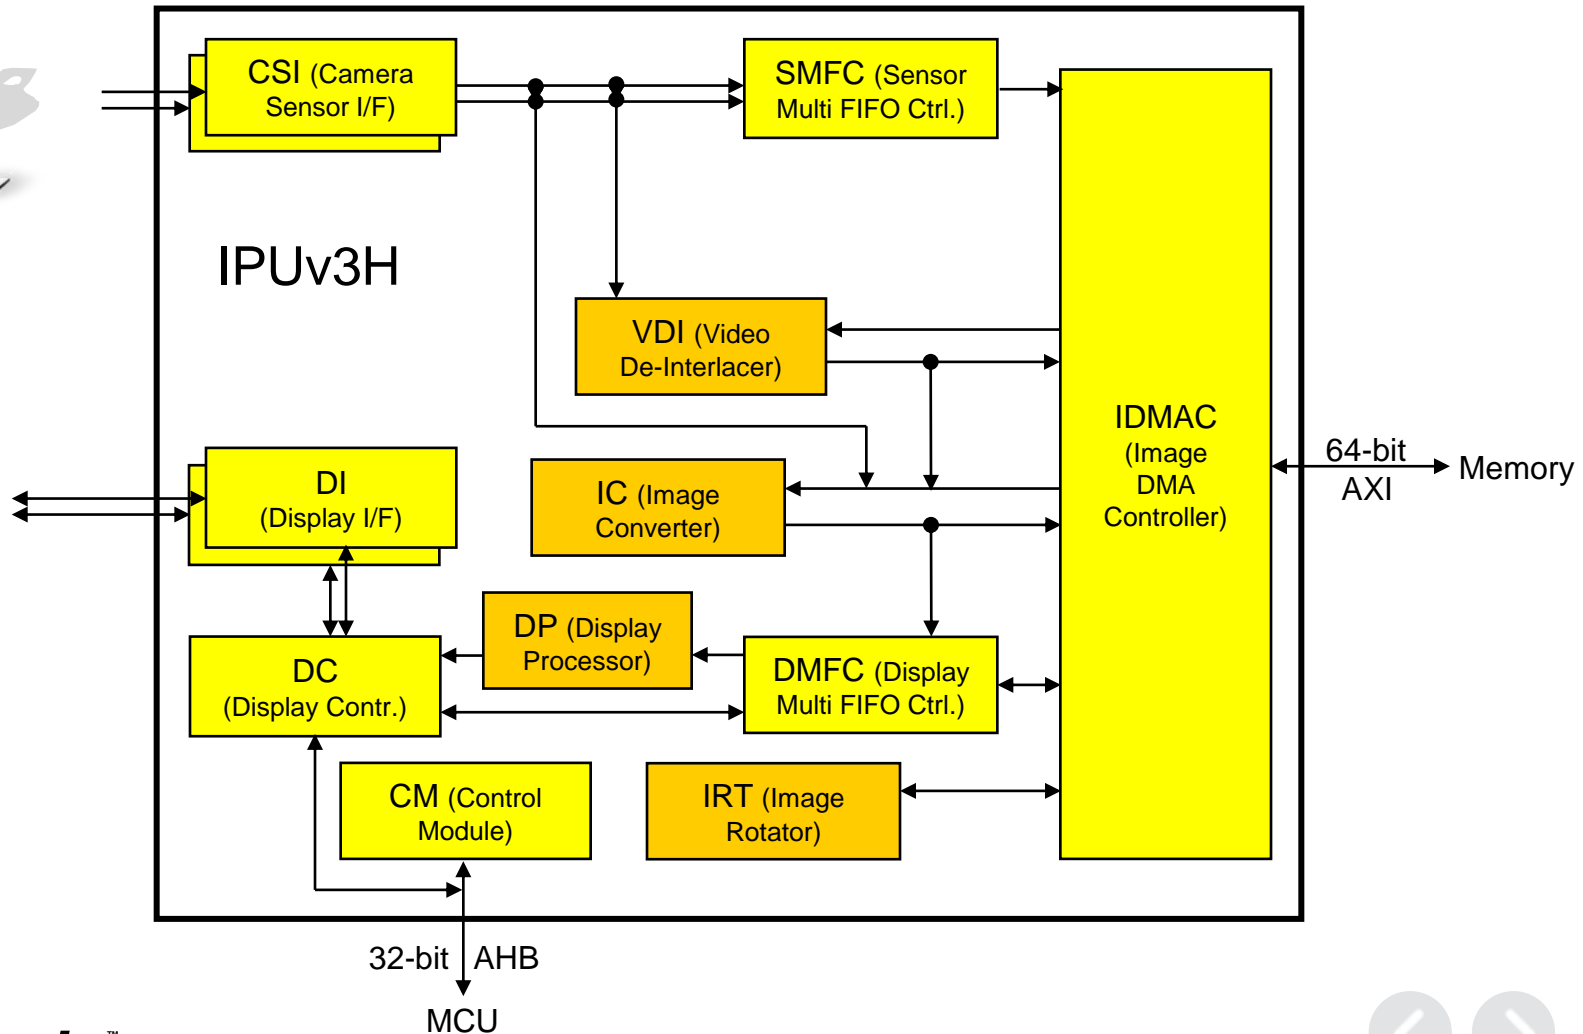 CSI (Camera
Sensor I/F)
SMFC (Sensor
Multi FIFO Ctrl.)
IPUv3H
VDI (Video
De-Interlacer)
IDMAC
(Image
DMA
Controller)
64-bit
AXI
Memory
DI
(Display I/F)
IC (Image
Converter)
DP (Display
Processor)
DC
(Display Contr.)
DMFC (Display
Multi FIFO Ctrl.)
CM (Control
Module)
IRT (Image
Rotator)
32-bit AHB
MCU
™